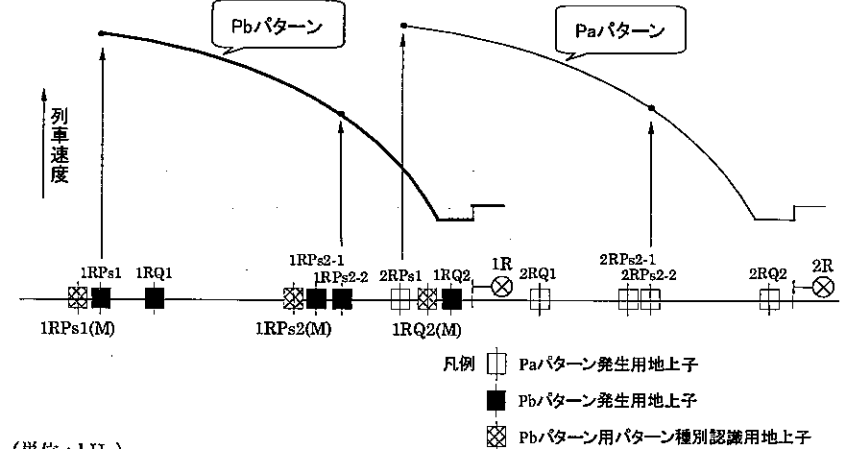 Pbパターン
Paパターン
列車速度
1RPs1
1RQ1
1RPs2-1
1RPs2-2
2RPs1
1RQ2
1R
2RQ1
2RPs2-1
2RPs2-2
2RQ2
2R
1RPs1(M)
1RPs2(M)
1RQ2(M)
凡例
Paパターン発生用地上子
Pbパターン発生用地上子
Pbパターン用パターン種別認識用地上子